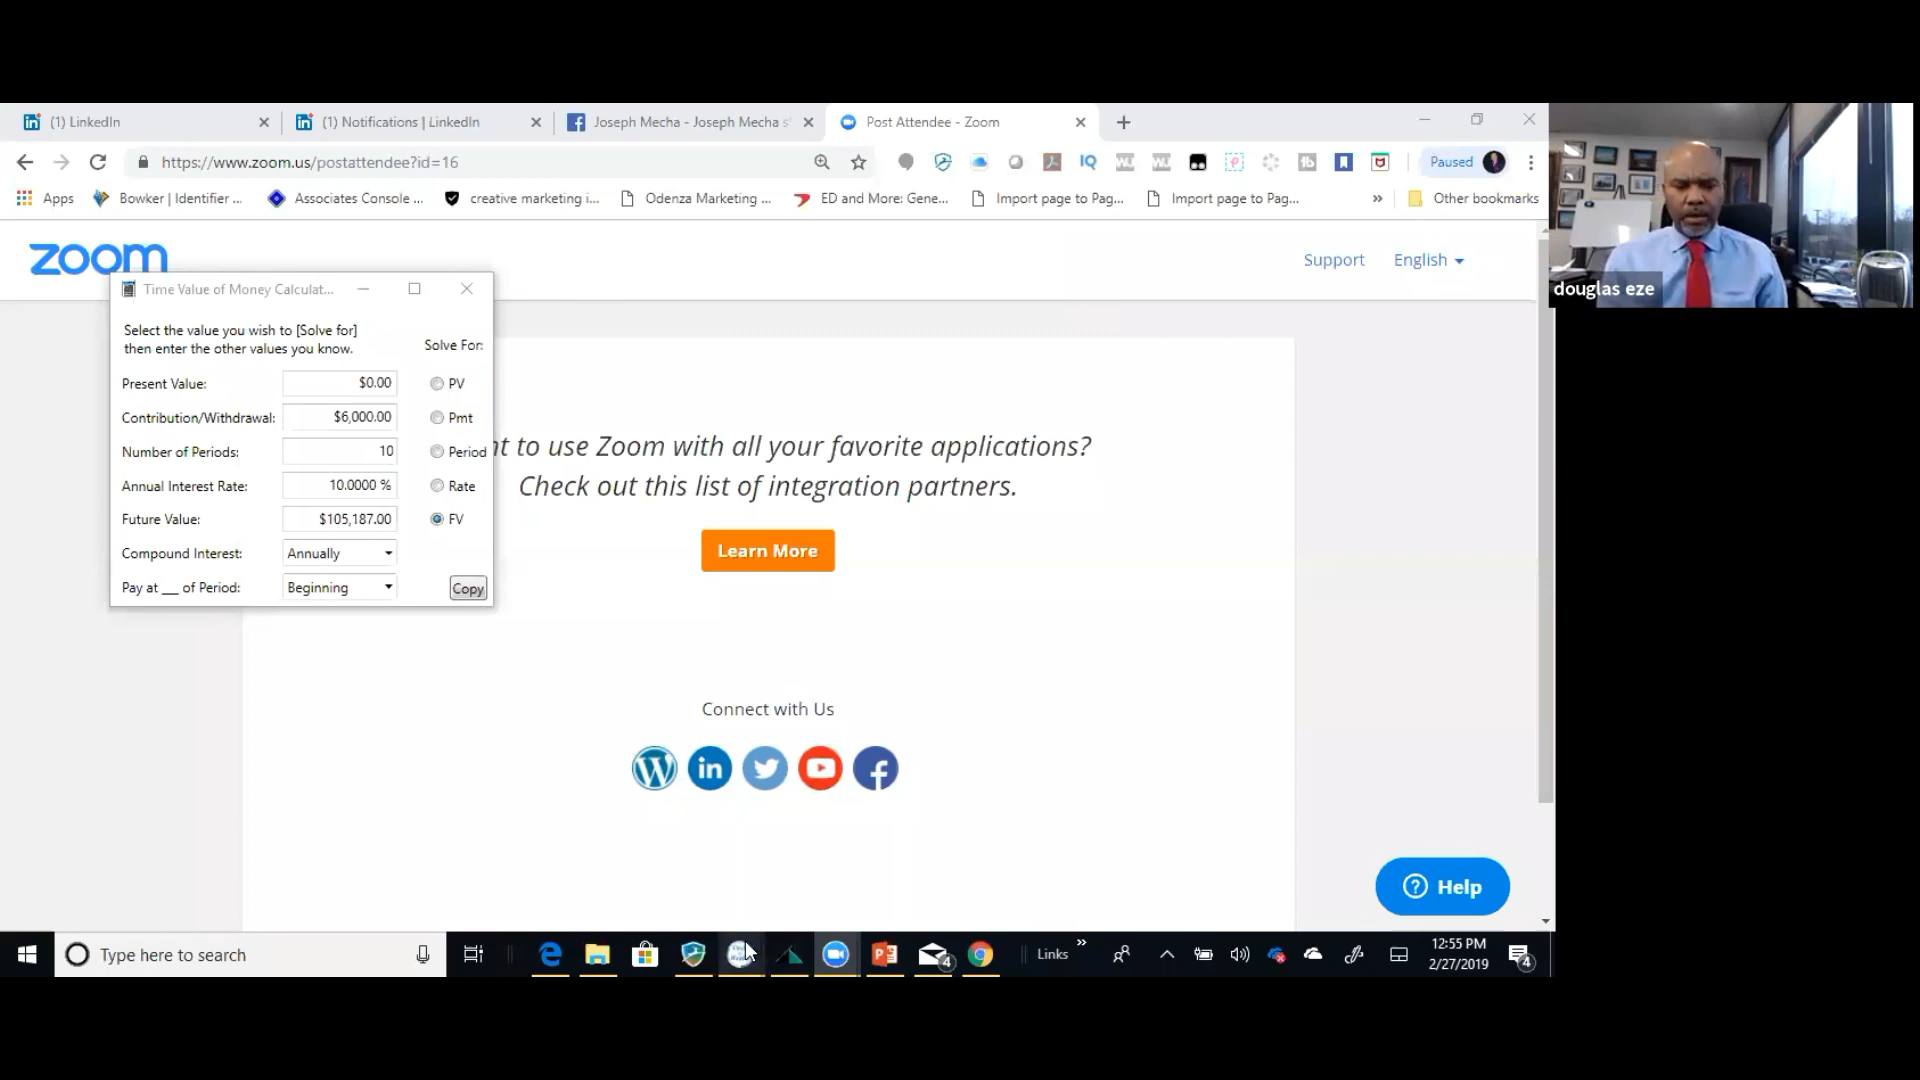 (1) LinkedIn
(1) Notifications | LinkedIn
Joseph Mecha - Joseph Mecha s'
Post Attendee - Zoom
https://www.zoom.us/postattendee?id=16
IQ
Paused
Apps
Bowker | Identifier ...
Associates Console ...
creative marketing i...
Odenza Marketing ...
ED and More: Gene...
Import page to Pag...
Import page to Pag...
»
Other bookmarks
douglas eze
zoom
Support
English
Time Value of Money Calculat...
Select the value you wish to [Solve for]
then enter the other values you know.
Solve For:
Present Value:
$0.00
PV
Contribution/Withdrawal:
$6,000.00
Pmt
Number of Periods:
10
Period
Annual Interest Rate:
10.0000 %
Rate
Future Value:
$105,187.00
FV
Compound Interest:
Annually
Pay at __ of Period:
Beginning
Copy
nt to use Zoom with all your favorite applications?
Check out this list of integration partners.
Learn More
Connect with Us
in
Help
Type here to search
4
Links
»
12:55 PM
2/27/2019
4